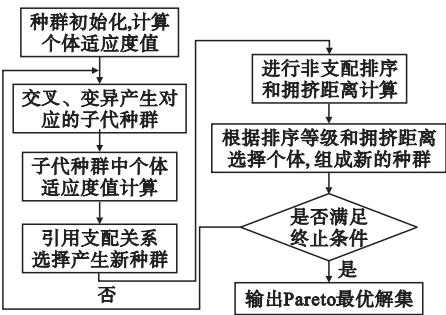 种群初始化,计算
个体适应度值
交叉、变异产生对
应的子代种群
子代种群中个体
适应度值计算
引用支配关系
选择产生新种群
进行非支配排序
和拥挤距离计算
根据排序等级和拥挤距离
选择个体,组成新的种群
是否满足
终止条件
否
是
输出Pareto最优解集